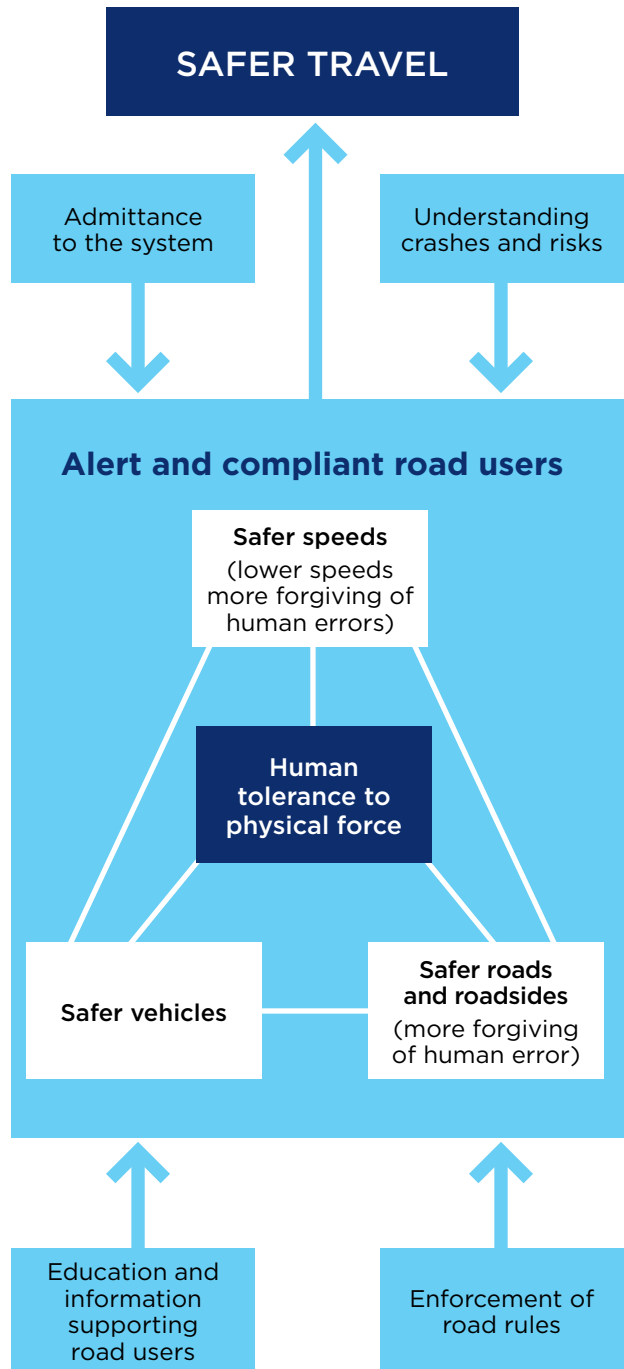 SAFER TRAVEL
Admittance
to the system
Understanding
crashes and risks
Alert and compliant road users
Safer speeds
(lower speeds
more forgiving of
human errors)
Human
tolerance to
physical force
Safer vehicles
Safer roads
and roadsides
(more forgiving
of human error)
Education and
information
supporting
road users
Enforcement of
road rules